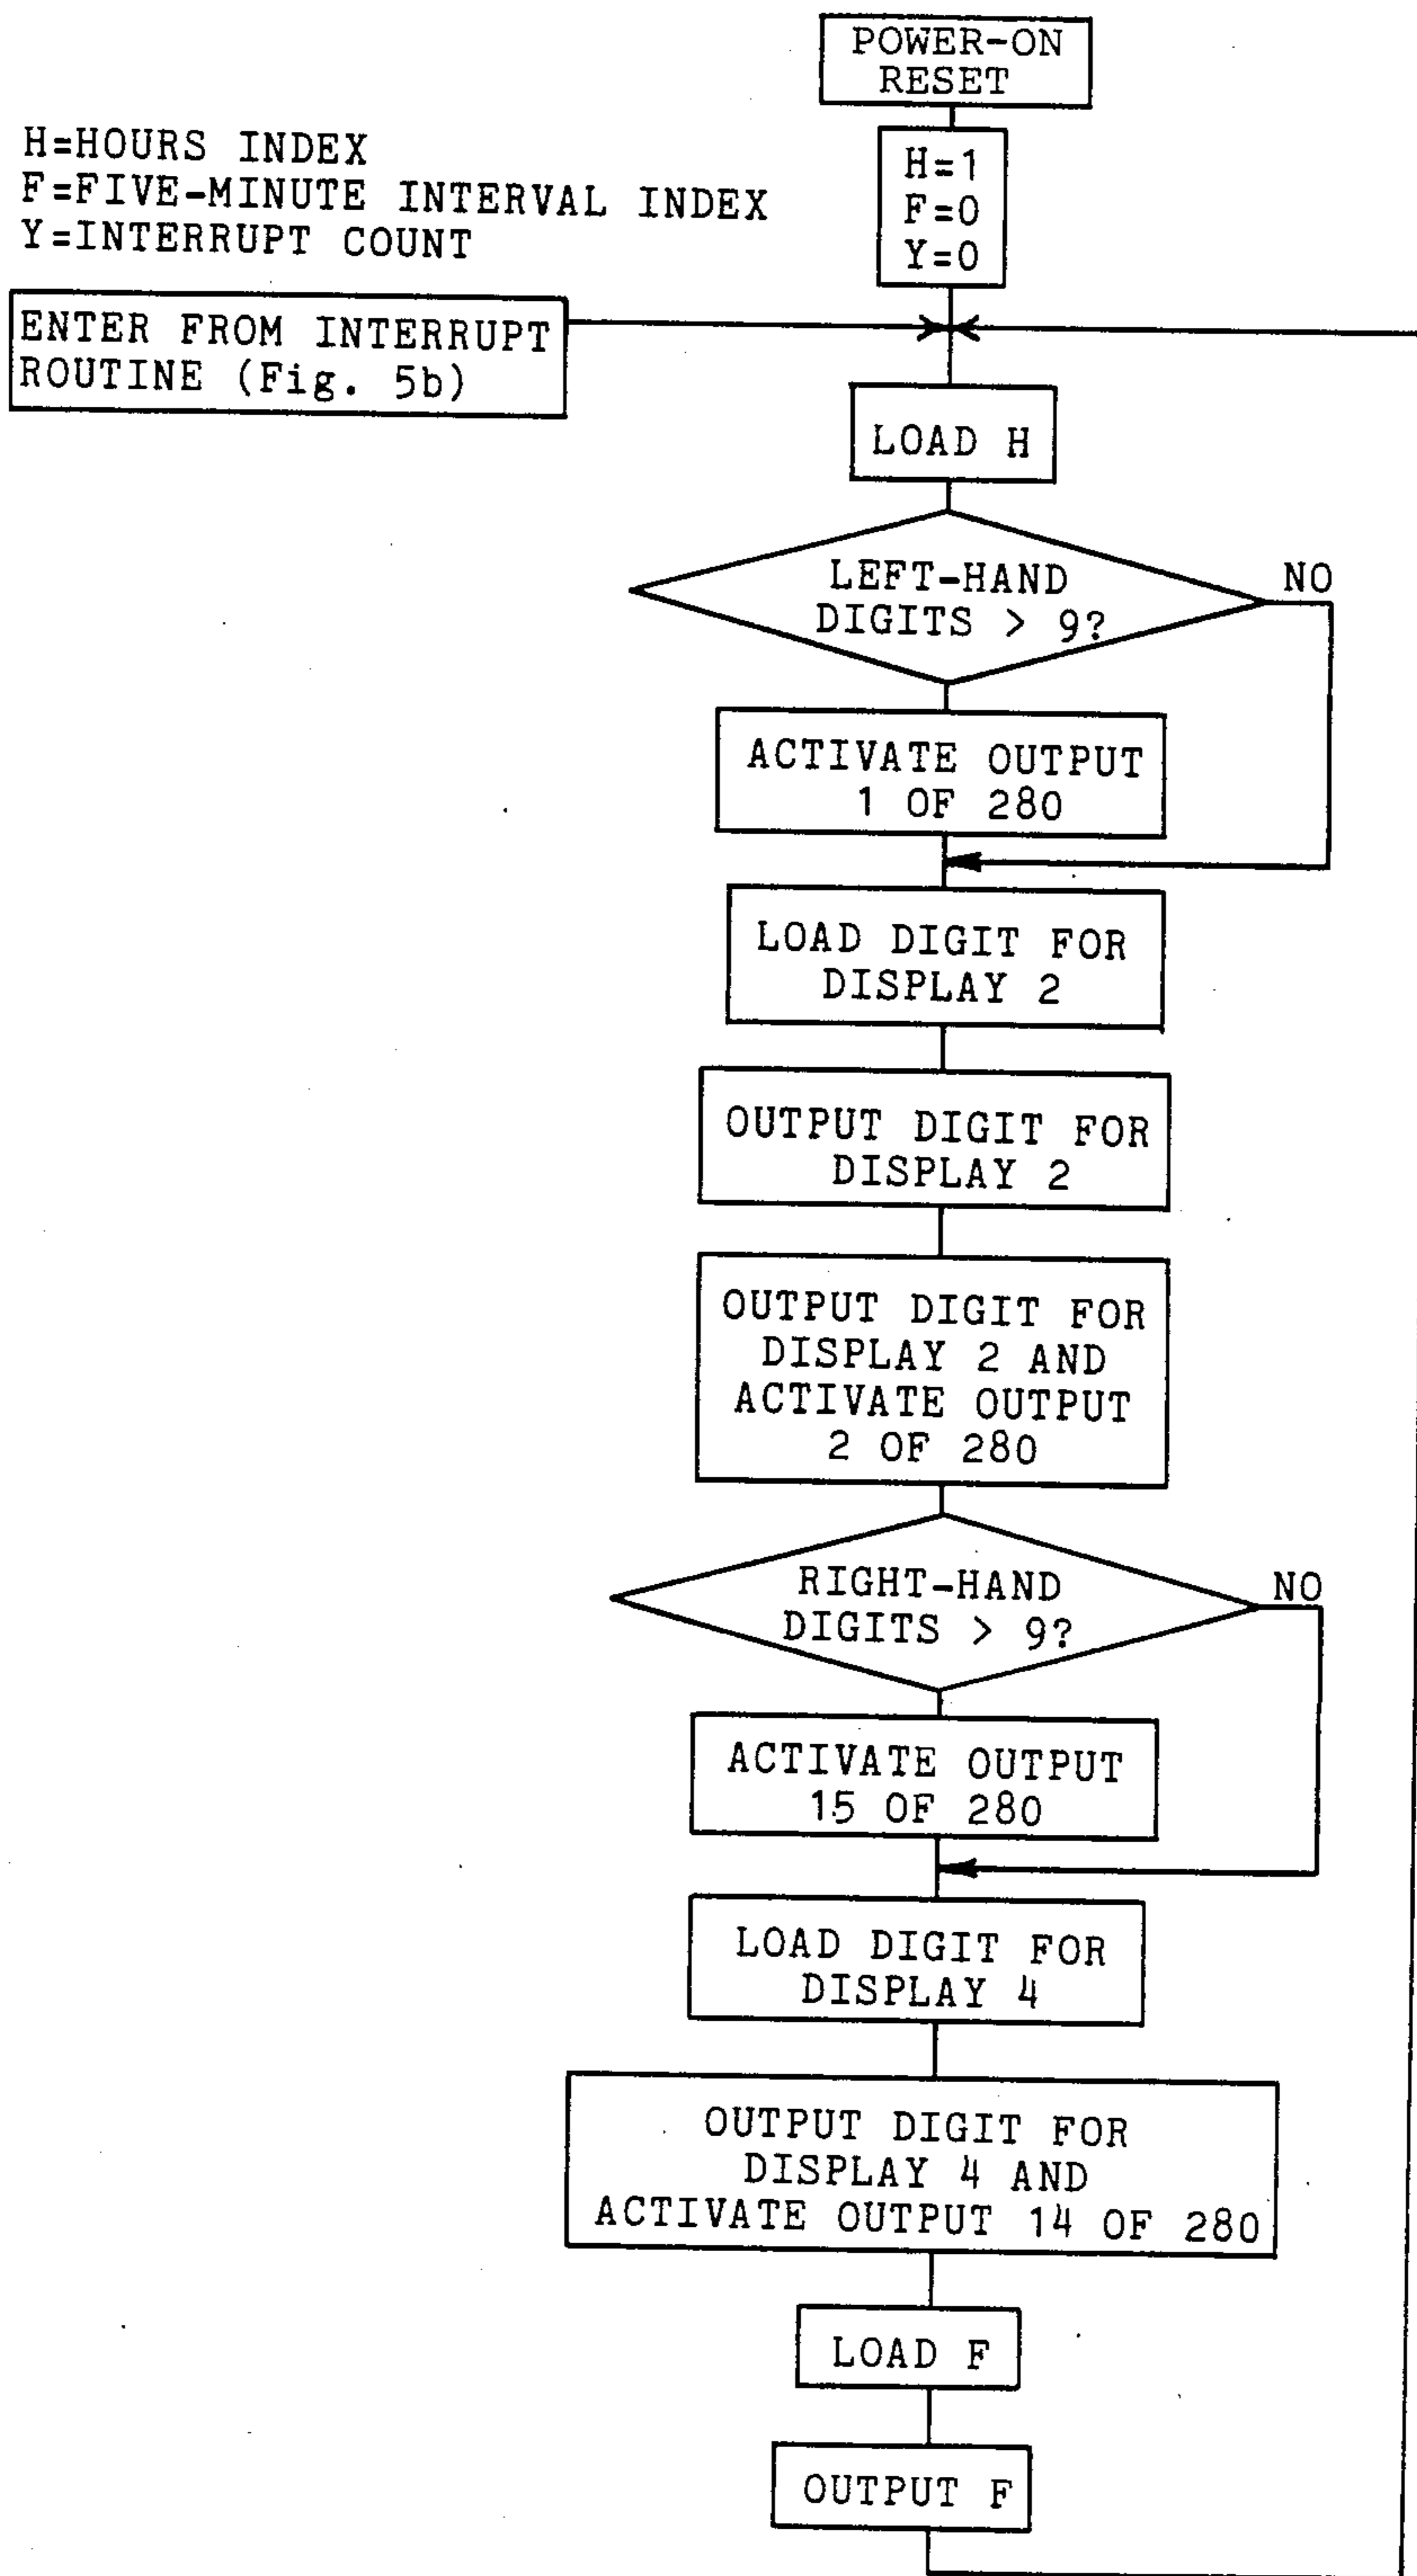 POWER-ON
RESET
H=HOURS INDEX
F=FIVE-MINUTE INTERVAL INDEX
Y=INTERRUPT COUNT
H=1
F=0
Y=0
ENTER FROM INTERRUPT
ROUTINE (Fig. 5b)
LOAD H
LEFT-HAND
DIGITS > 9?
NO
ACTIVATE OUTPUT
1 OF 280
LOAD DIGIT FOR
DISPLAY 2
OUTPUT DIGIT FOR
DISPLAY 2
OUTPUT DIGIT FOR
DISPLAY 2 AND
ACTIVATE OUTPUT
2 OF 280
RIGHT-HAND
DIGITS > 9?
NO
ACTIVATE OUTPUT
15 OF 280
LOAD DIGIT FOR
DISPLAY 4
OUTPUT DIGIT FOR
DISPLAY 4 AND
ACTIVATE OUTPUT 14 OF 280
LOAD F
OUTPUT F